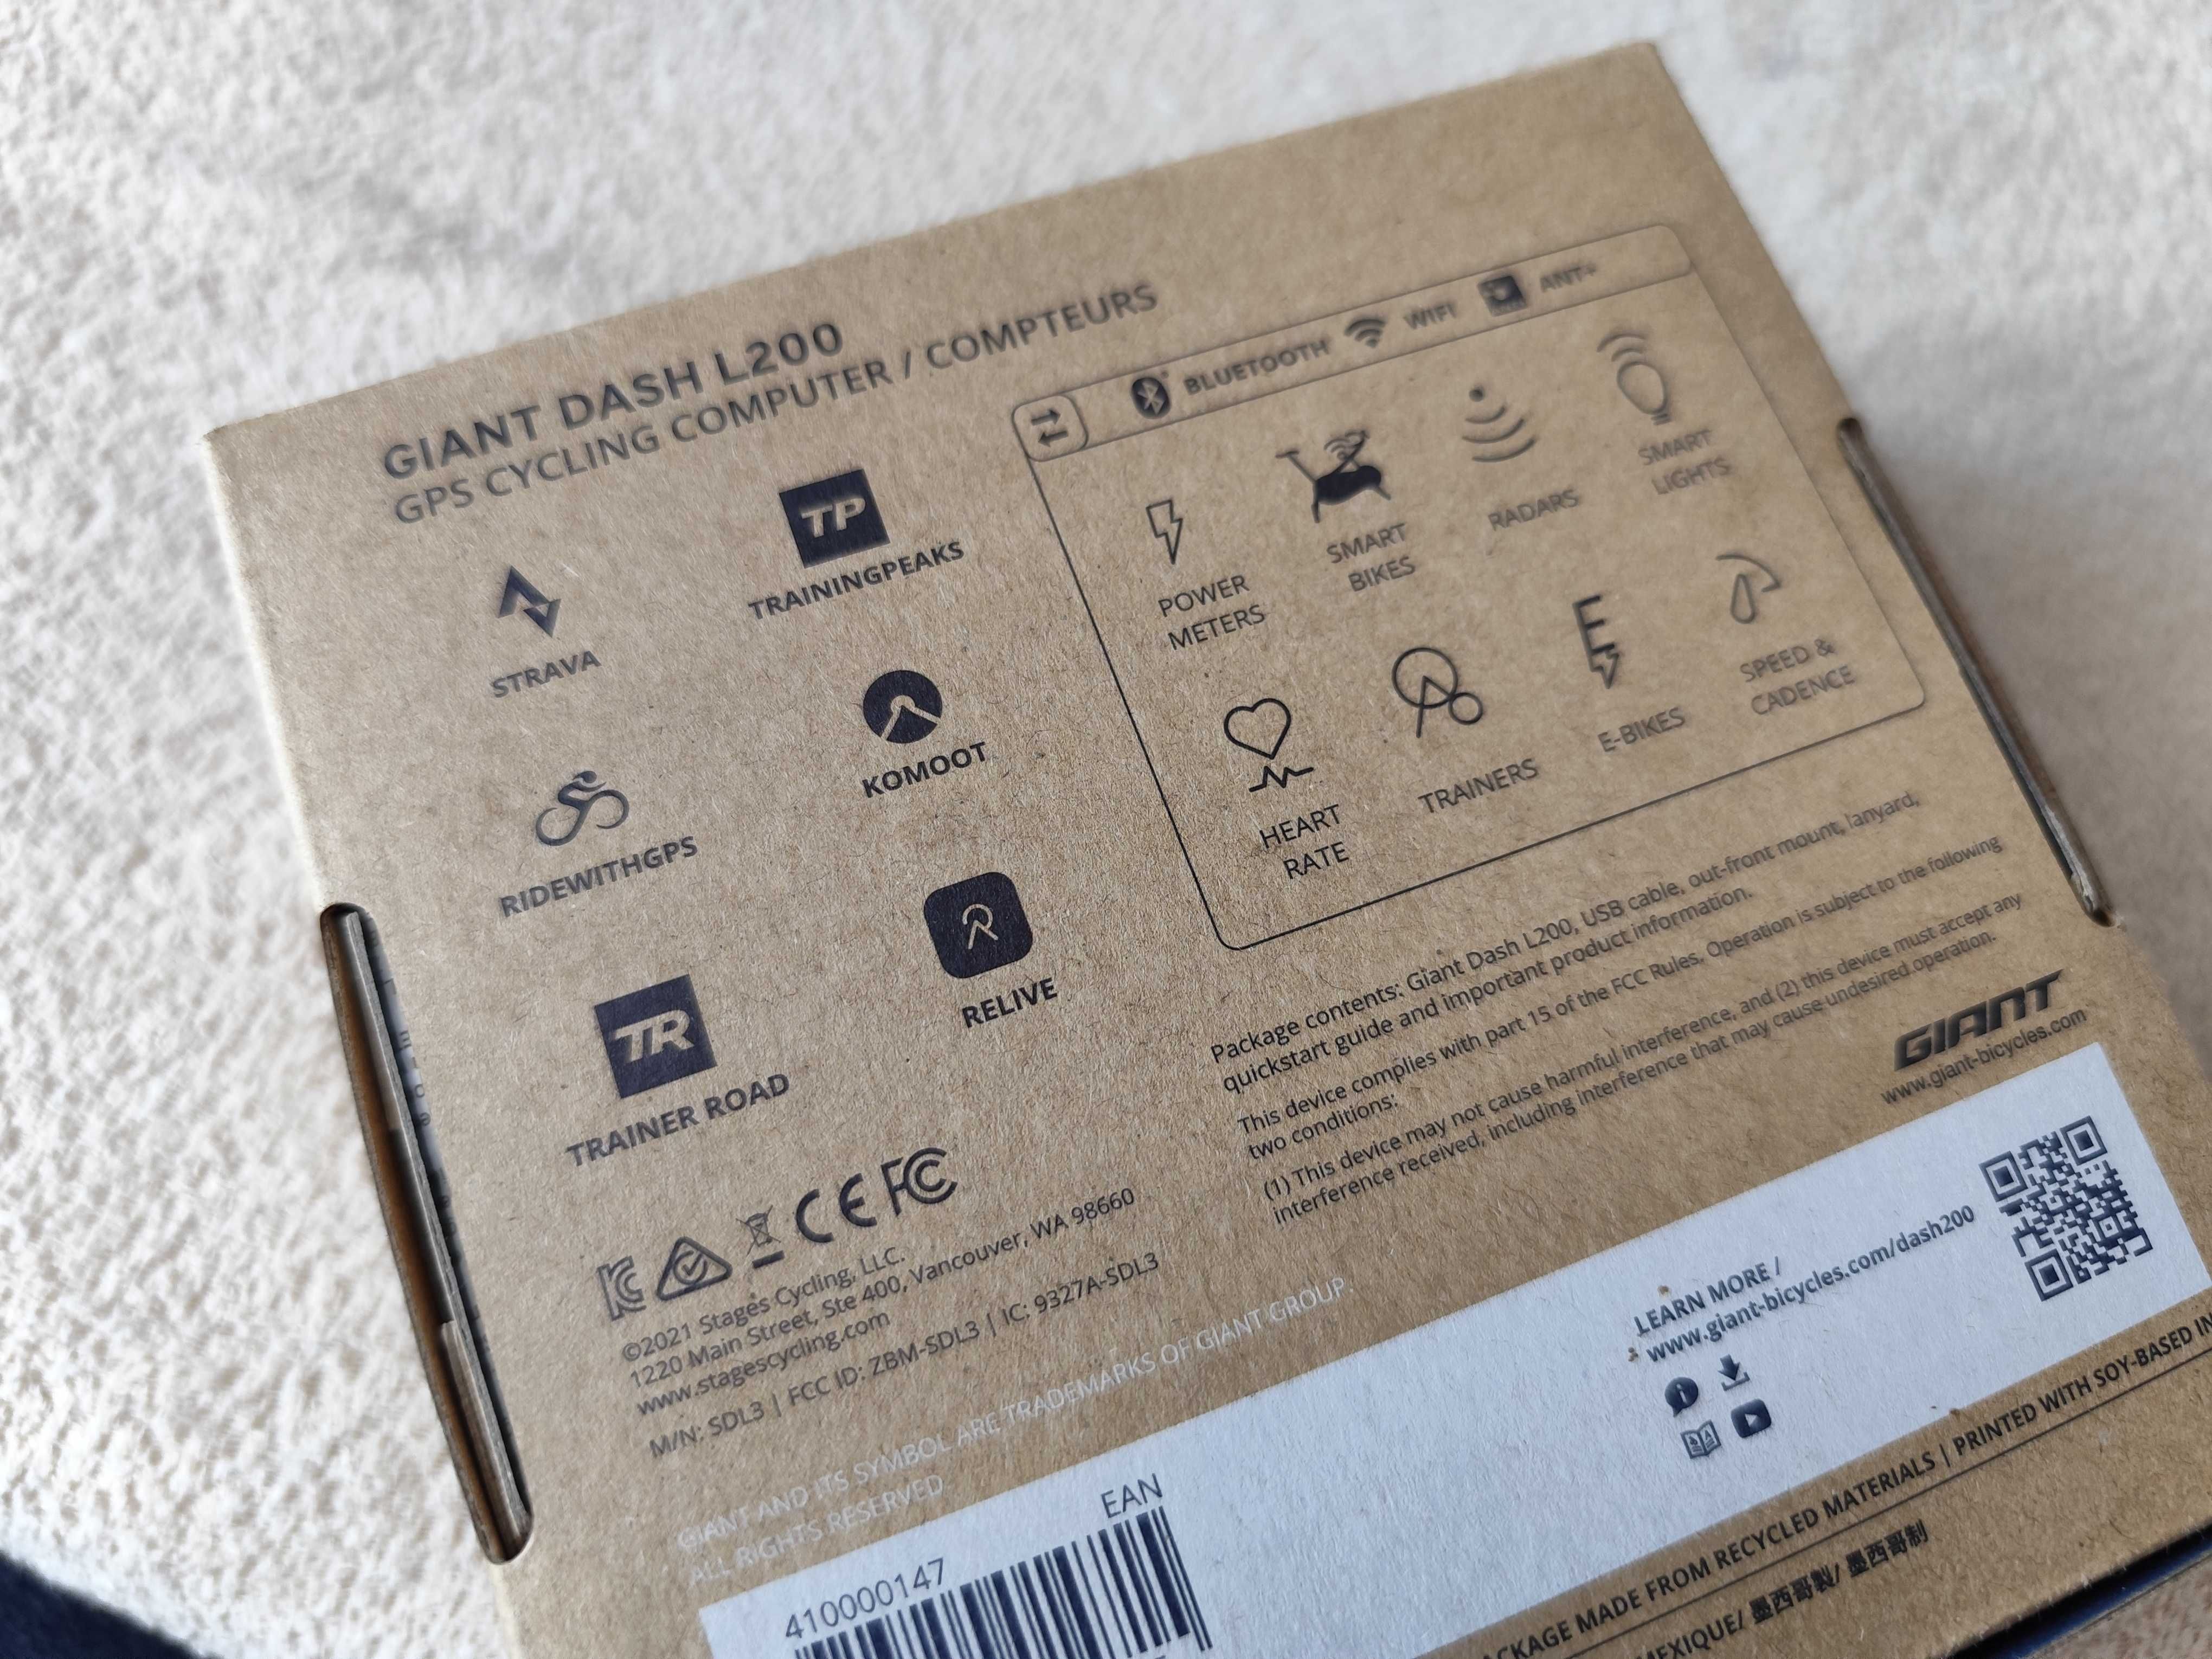 GIANT DASH L200
GPS CYCLING COMPUTER / COMPTEURS
STRAVA
TP
TRAININGPEAKS
RIDEWITHGPS
KOMOOT
TR
TRAINER ROAD
RELIVE
BLUETOOTH WIFI ANT+
POWER
METERS
SMART
BIKES
RADARS
SMART
LIGHTS
HEART
RATE
TRAINERS
E
E-BIKES
SPEED &
CADENCE
Package contents: Giant Dash L200, USB cable, out-front mount, lanyard,
quickstart guide and important product information.
This device complies with part 15 of the FCC Rules. Operation is subject to the following
two conditions:
(1) This device may not cause harmful interference, and (2) this device must accept any
interference received, including interference that may cause undesired operation.
GIANT
www.giant-bicycles.com
CE FC
©2021 Stages Cycling, LLC.
1220 Main Street, Ste 400, Vancouver, WA 98660
www.stagescycling.com
M/N: SDL3 | FCC ID: ZBM-SDL3 | IC: 9327A-SDL3
GIANT AND ITS SYMBOL ARE TRADEMARKS OF GIANT GROUP.
ALL RIGHTS RESERVED.
LEARN MORE /
www.giant-bicycles.com/dash200
EAN
410000147
MADE FROM RECYCLED MATERIALS | PRINTED WITH SOY-BASED
墨西哥製/ 墨西哥制